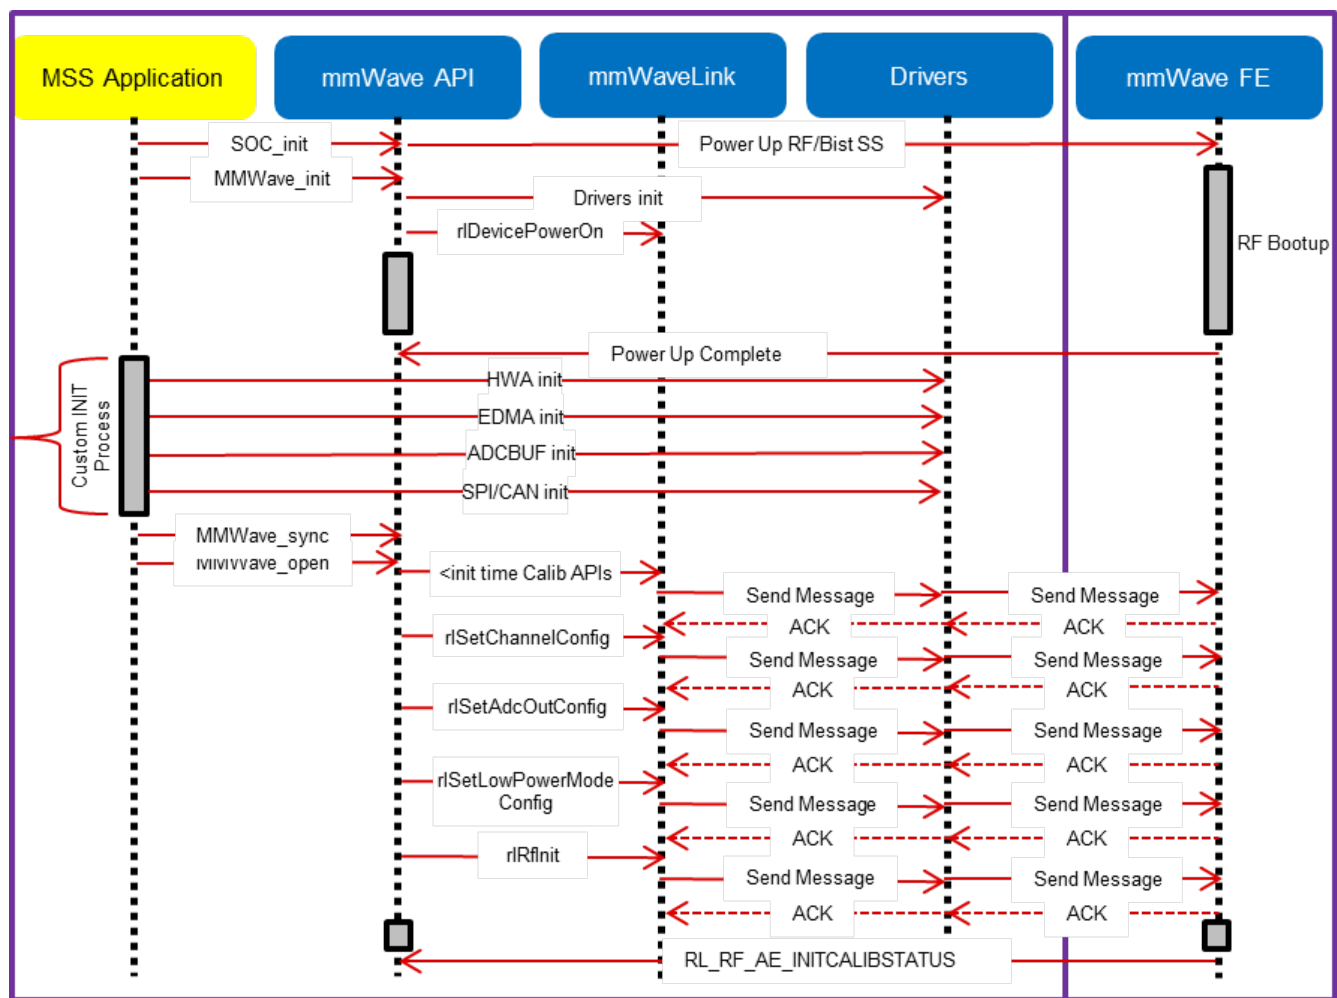 MSS Application
mmWave API
mmWaveLink
Drivers
mmWave FE
SOC_init
Power Up RF/Bist SS
MMWave_init
Drivers init
rlDevicePowerOn
RF Bootup
Power Up Complete
HWA init
EDMA init
ADCBUF init
SPI/CAN init
Custom INIT
Process
MMWave_sync
MMWave_open
<init time Calib APIs
Send Message
Send Message
ACK
ACK
rlSetChannelConfig
Send Message
Send Message
ACK
ACK
rlSetAdcOutConfig
Send Message
Send Message
ACK
ACK
rlSetLowPowerMode
Config
Send Message
Send Message
ACK
ACK
rlRfInit
Send Message
Send Message
ACK
ACK
RL_RF_AE_INITCALIBSTATUS